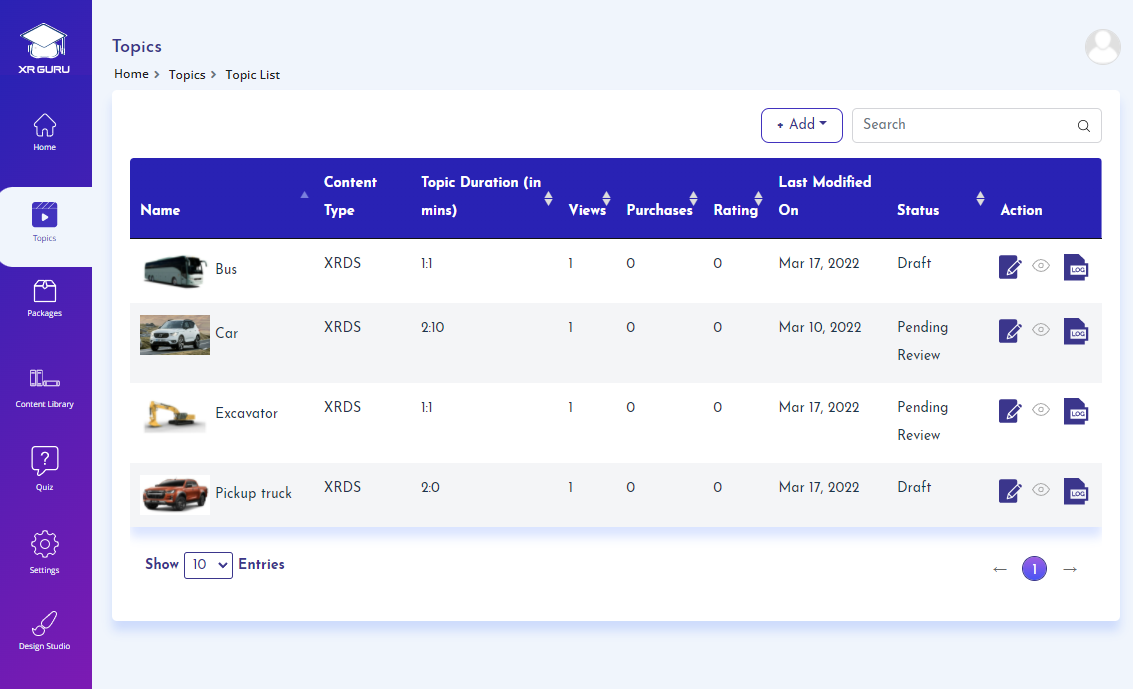 XR GURU
Home
Topics
Packages
Content Library
Quiz
Settings
Design Studio
Topics
Home > Topics > Topic List
+ Add
Search
Name Content Type Topic Duration (in mins) Views Purchases Rating Last Modified On Status Action
Bus XRDS 1:1 1 0 0 Mar 17, 2022 Draft LOG
Car XRDS 2:10 1 0 0 Mar 10, 2022 Pending Review LOG
Excavator XRDS 1:1 1 0 0 Mar 17, 2022 Pending Review LOG
Pickup truck XRDS 2:0 1 0 0 Mar 17, 2022 Draft LOG
Show 10 Entries
← 1 →